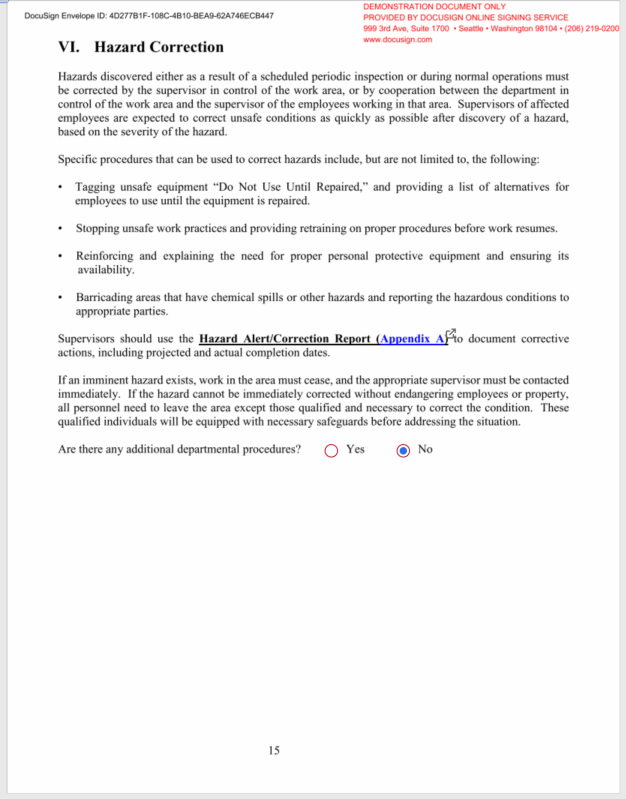 DocuSign Envelope ID: 4D277B1F-108C-4B10-BEA9-62A746ECB447
DEMONSTRATION DOCUMENT ONLY
PROVIDED BY DOCUSIGN ONLINE SIGNING SERVICE
999 3rd Ave, Suite 1700 • Seattle • Washington 98104 • (206) 219-0200
www.docusign.com
VI. Hazard Correction
Hazards discovered either as a result of a scheduled periodic inspection or during normal operations must
be corrected by the supervisor in control of the work area, or by cooperation between the department in
control of the work area and the supervisor of the employees working in that area. Supervisors of affected
employees are expected to correct unsafe conditions as quickly as possible after discovery of a hazard,
based on the severity of the hazard.
Specific procedures that can be used to correct hazards include, but are not limited to, the following:
• Tagging unsafe equipment “Do Not Use Until Repaired,” and providing a list of alternatives for
employees to use until the equipment is repaired.
• Stopping unsafe work practices and providing retraining on proper procedures before work resumes.
• Reinforcing and explaining the need for proper personal protective equipment and ensuring its
availability.
• Barricading areas that have chemical spills or other hazards and reporting the hazardous conditions to
appropriate parties.
Supervisors should use the Hazard Alert/Correction Report (Appendix A) to document corrective
actions, including projected and actual completion dates.
If an imminent hazard exists, work in the area must cease, and the appropriate supervisor must be contacted
immediately. If the hazard cannot be immediately corrected without endangering employees or property,
all personnel need to leave the area except those qualified and necessary to correct the condition. These
qualified individuals will be equipped with necessary safeguards before addressing the situation.
Are there any additional departmental procedures? Yes No
15